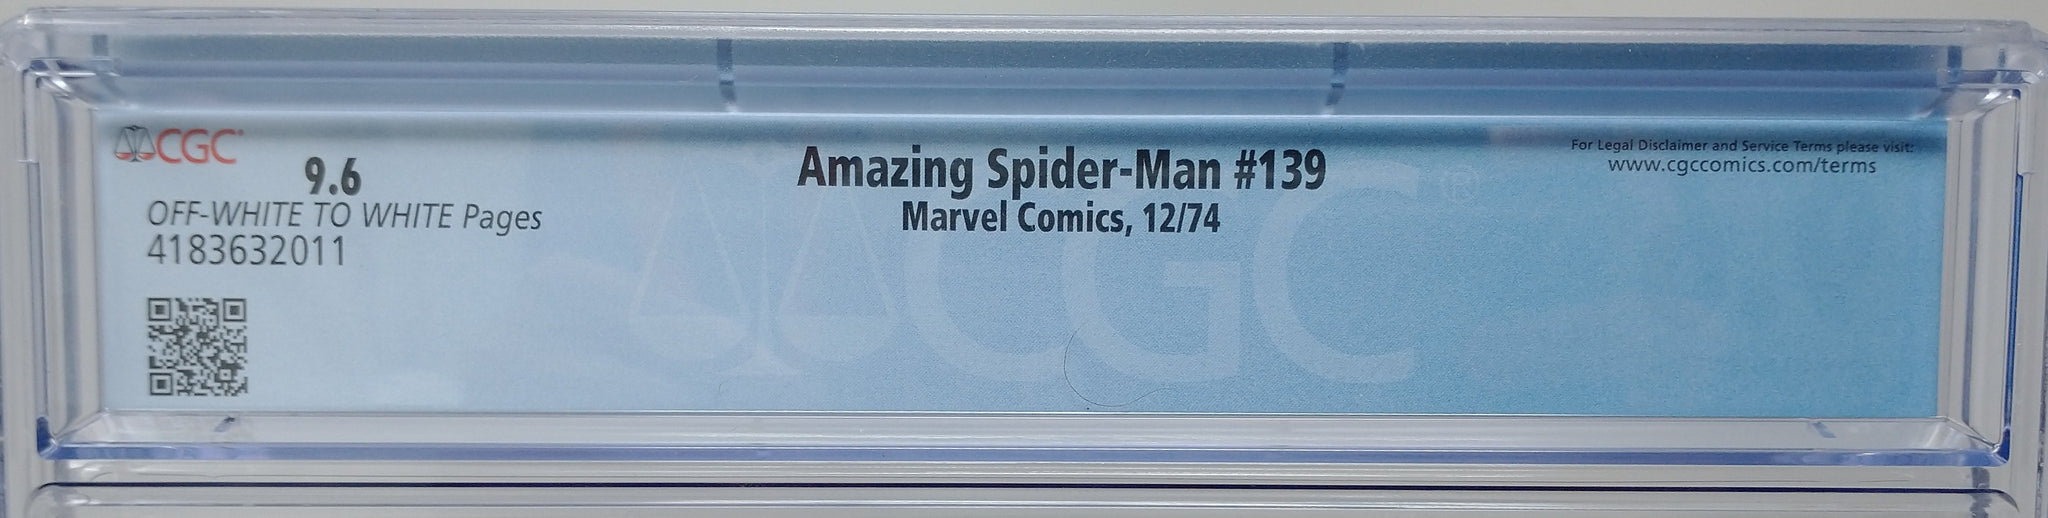 CGC
9.6
OFF-WHITE TO WHITE Pages
4183632011
Amazing Spider-Man #139
Marvel Comics, 12/74
For Legal Disclaimer and Service Terms please visit:
www.cgccomics.com/terms
CGC®